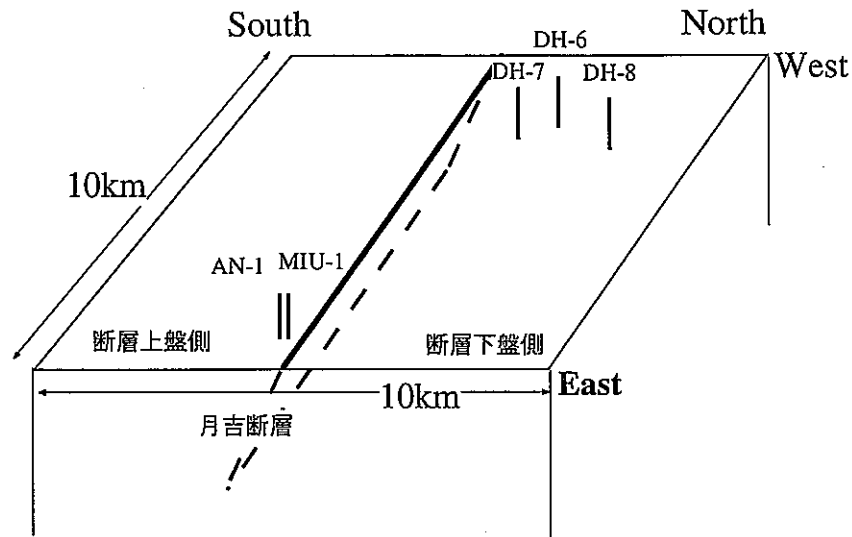 South
North
DH-6
West
DH-7
DH-8
10km
AN-1
MIU-1
断層上盤側
断層下盤側
East
10km
月吉断層